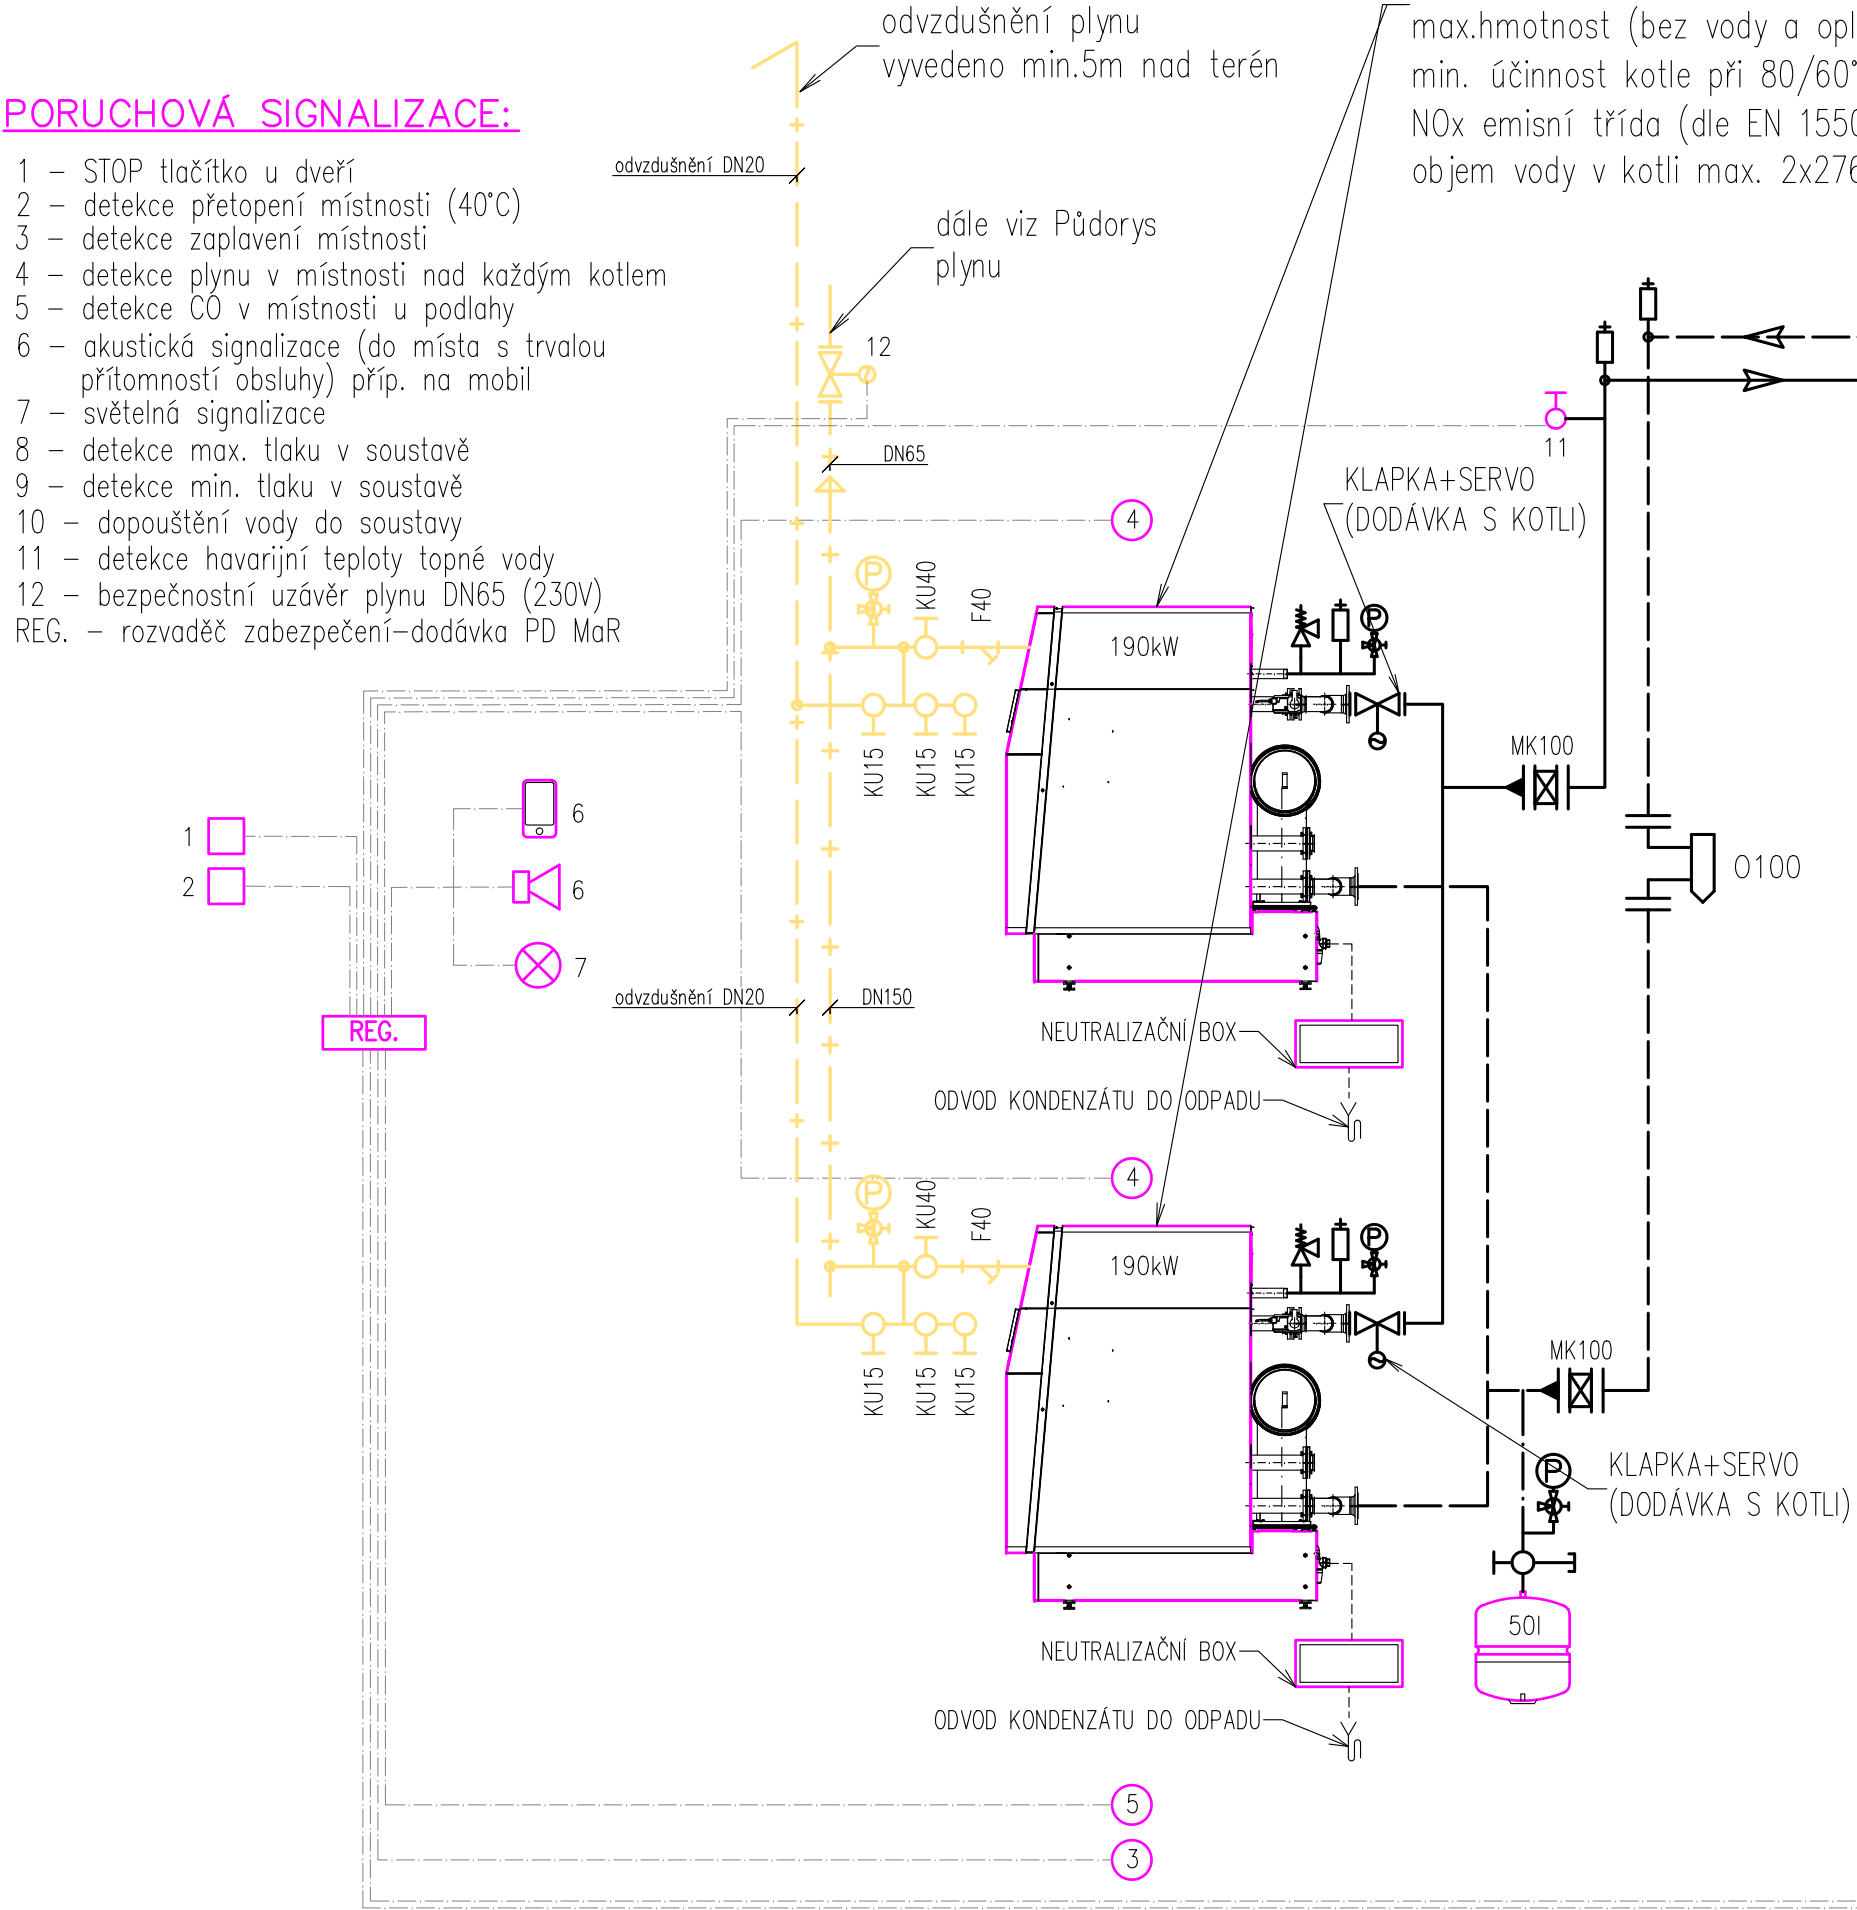 odvzdušnění plynu
vyvedeno min.5m nad terén
max.hmotnost (bez vody a opl
min. účinnost kotle při 80/60°
NOx emisní třída (dle EN 1550
objem vody v kotli max. 2x276
PORUCHOVÁ SIGNALIZACE:
1 – STOP tlačítko u dveří
2 – detekce přetopení místnosti (40°C)
3 – detekce zaplavení místnosti
4 – detekce plynu v místnosti nad každým kotlem
5 – detekce CO v místnosti u podlahy
6 – akustická signalizace (do místa s trvalou
přítomností obsluhy) příp. na mobil
7 – světelná signalizace
8 – detekce max. tlaku v soustavě
9 – detekce min. tlaku v soustavě
10 – dopouštění vody do soustavy
11 – detekce havarijní teploty topné vody
12 – bezpečnostní uzávěr plynu DN65 (230V)
REG. – rozvaděč zabezpečení–dodávka PD MaR
odvzdušnění DN20
dále viz Půdorys
plynu
12
DN65
11
KLAPKA+SERVO
(DODÁVKA S KOTLI)
4
P
KU40
F40
190kW
P
KU15
KU15
KU15
MK100
O100
1
2
6
6
7
REG.
odvzdušnění DN20
DN150
NEUTRALIZAČNÍ BOX
ODVOD KONDENZÁTU DO ODPADU
4
P
KU40
F40
190kW
P
KU15
KU15
KU15
MK100
P
KLAPKA+SERVO
(DODÁVKA S KOTLI)
50l
NEUTRALIZAČNÍ BOX
ODVOD KONDENZÁTU DO ODPADU
5
3